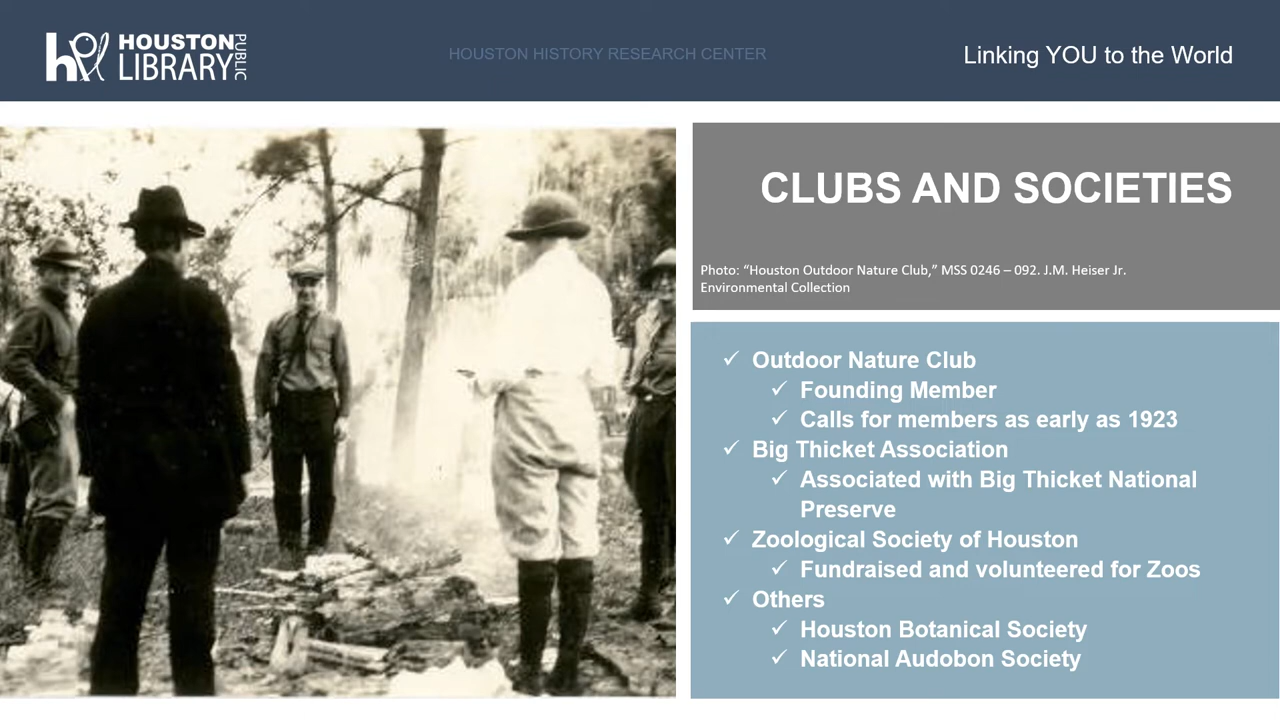 HOUSTON PUBLIC
LIBRARY
HOUSTON HISTORY RESEARCH CENTER
Linking YOU to the World
CLUBS AND SOCIETIES
Photo: “Houston Outdoor Nature Club,” MSS 0246 – 092. J.M. Heiser Jr.
Environmental Collection
✓ Outdoor Nature Club
✓ Founding Member
✓ Calls for members as early as 1923
✓ Big Thicket Association
✓ Associated with Big Thicket National
Preserve
✓ Zoological Society of Houston
✓ Fundraised and volunteered for Zoos
✓ Others
✓ Houston Botanical Society
✓ National Audobon Society